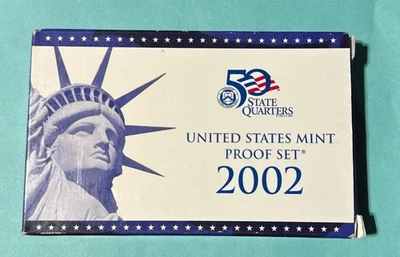 50
STATE
QUARTERS
UNITED STATES MINT
PROOF SET®
2002